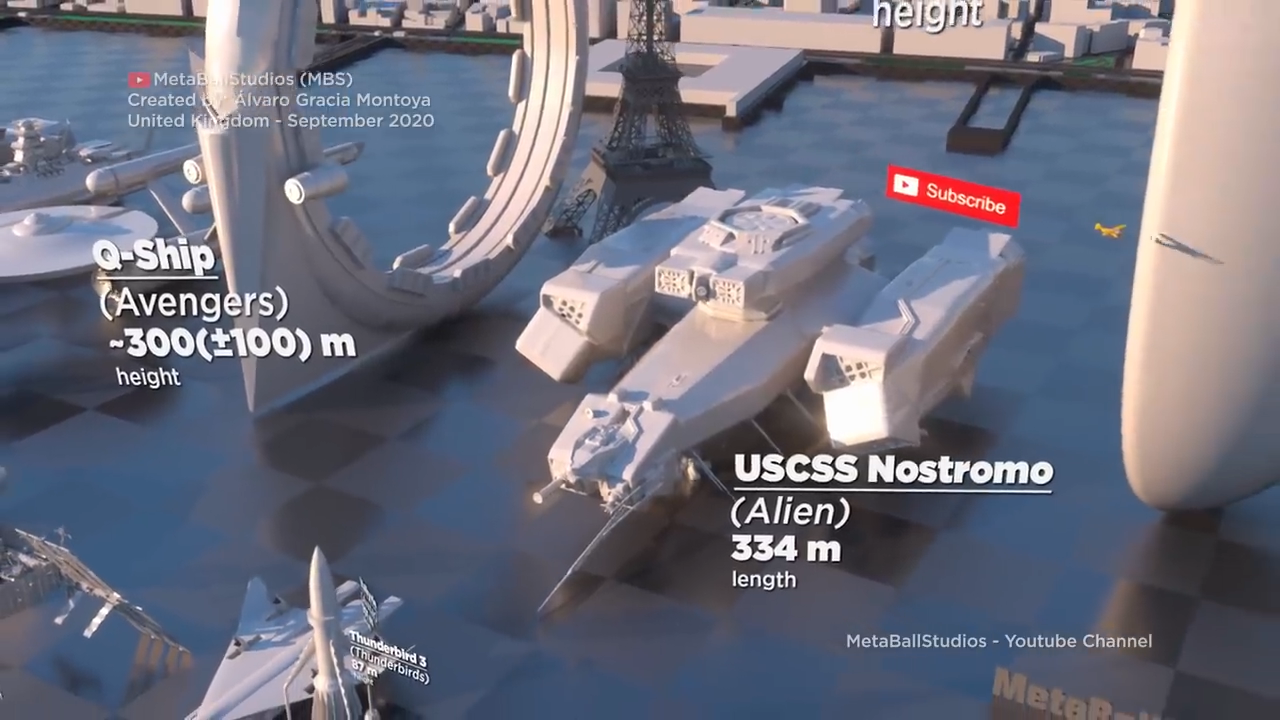 height
MetaBallStudios (MBS)
Created by: Álvaro Gracia Montoya
United Kingdom - September 2020
Subscribe
Q-Ship
(Avengers)
~300(±100) m
height
USCSS Nostromo
(Alien)
334 m
length
Thunderbird 3
(Thunderbirds)
87 m
MetaBallStudios - Youtube Channel